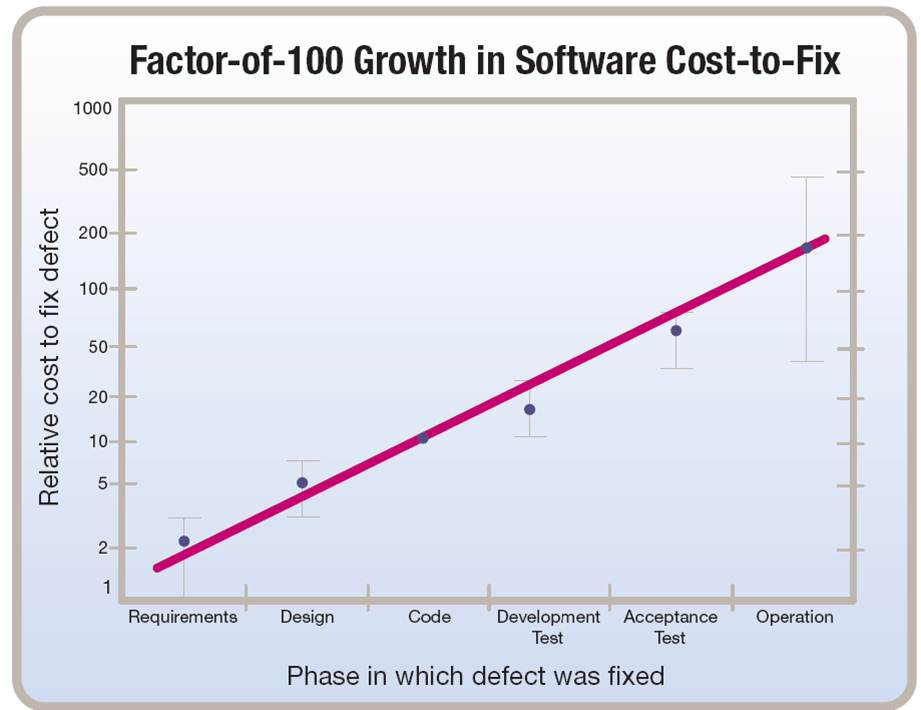 Factor-of-100 Growth in Software Cost-to-Fix
1000
500
200
100
50
20
10
5
2
1
Relative cost to fix defect
Requirements
Design
Code
Development
Test
Acceptance
Test
Operation
Phase in which defect was fixed